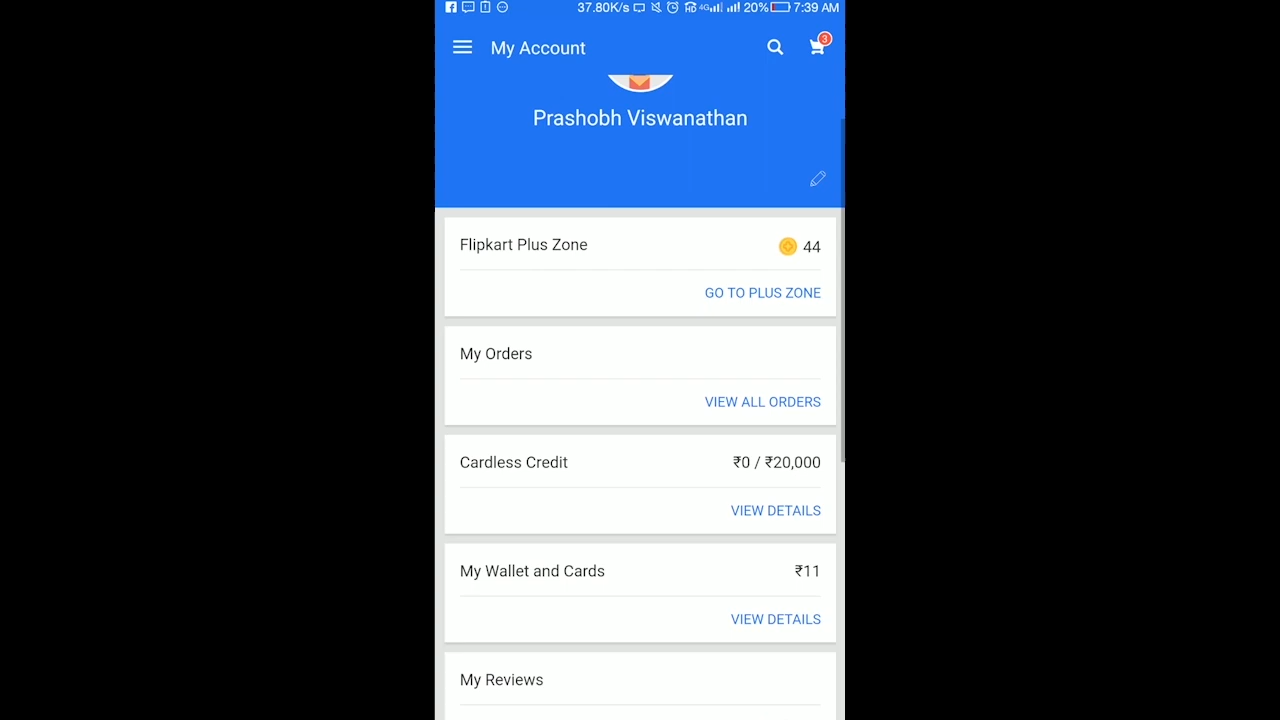 37.80K/s HD 4G 20% 7:39 AM
My Account 3
Prashobh Viswanathan
Flipkart Plus Zone 44
GO TO PLUS ZONE
My Orders
VIEW ALL ORDERS
Cardless Credit ₹0 / ₹20,000
VIEW DETAILS
My Wallet and Cards ₹11
VIEW DETAILS
My Reviews